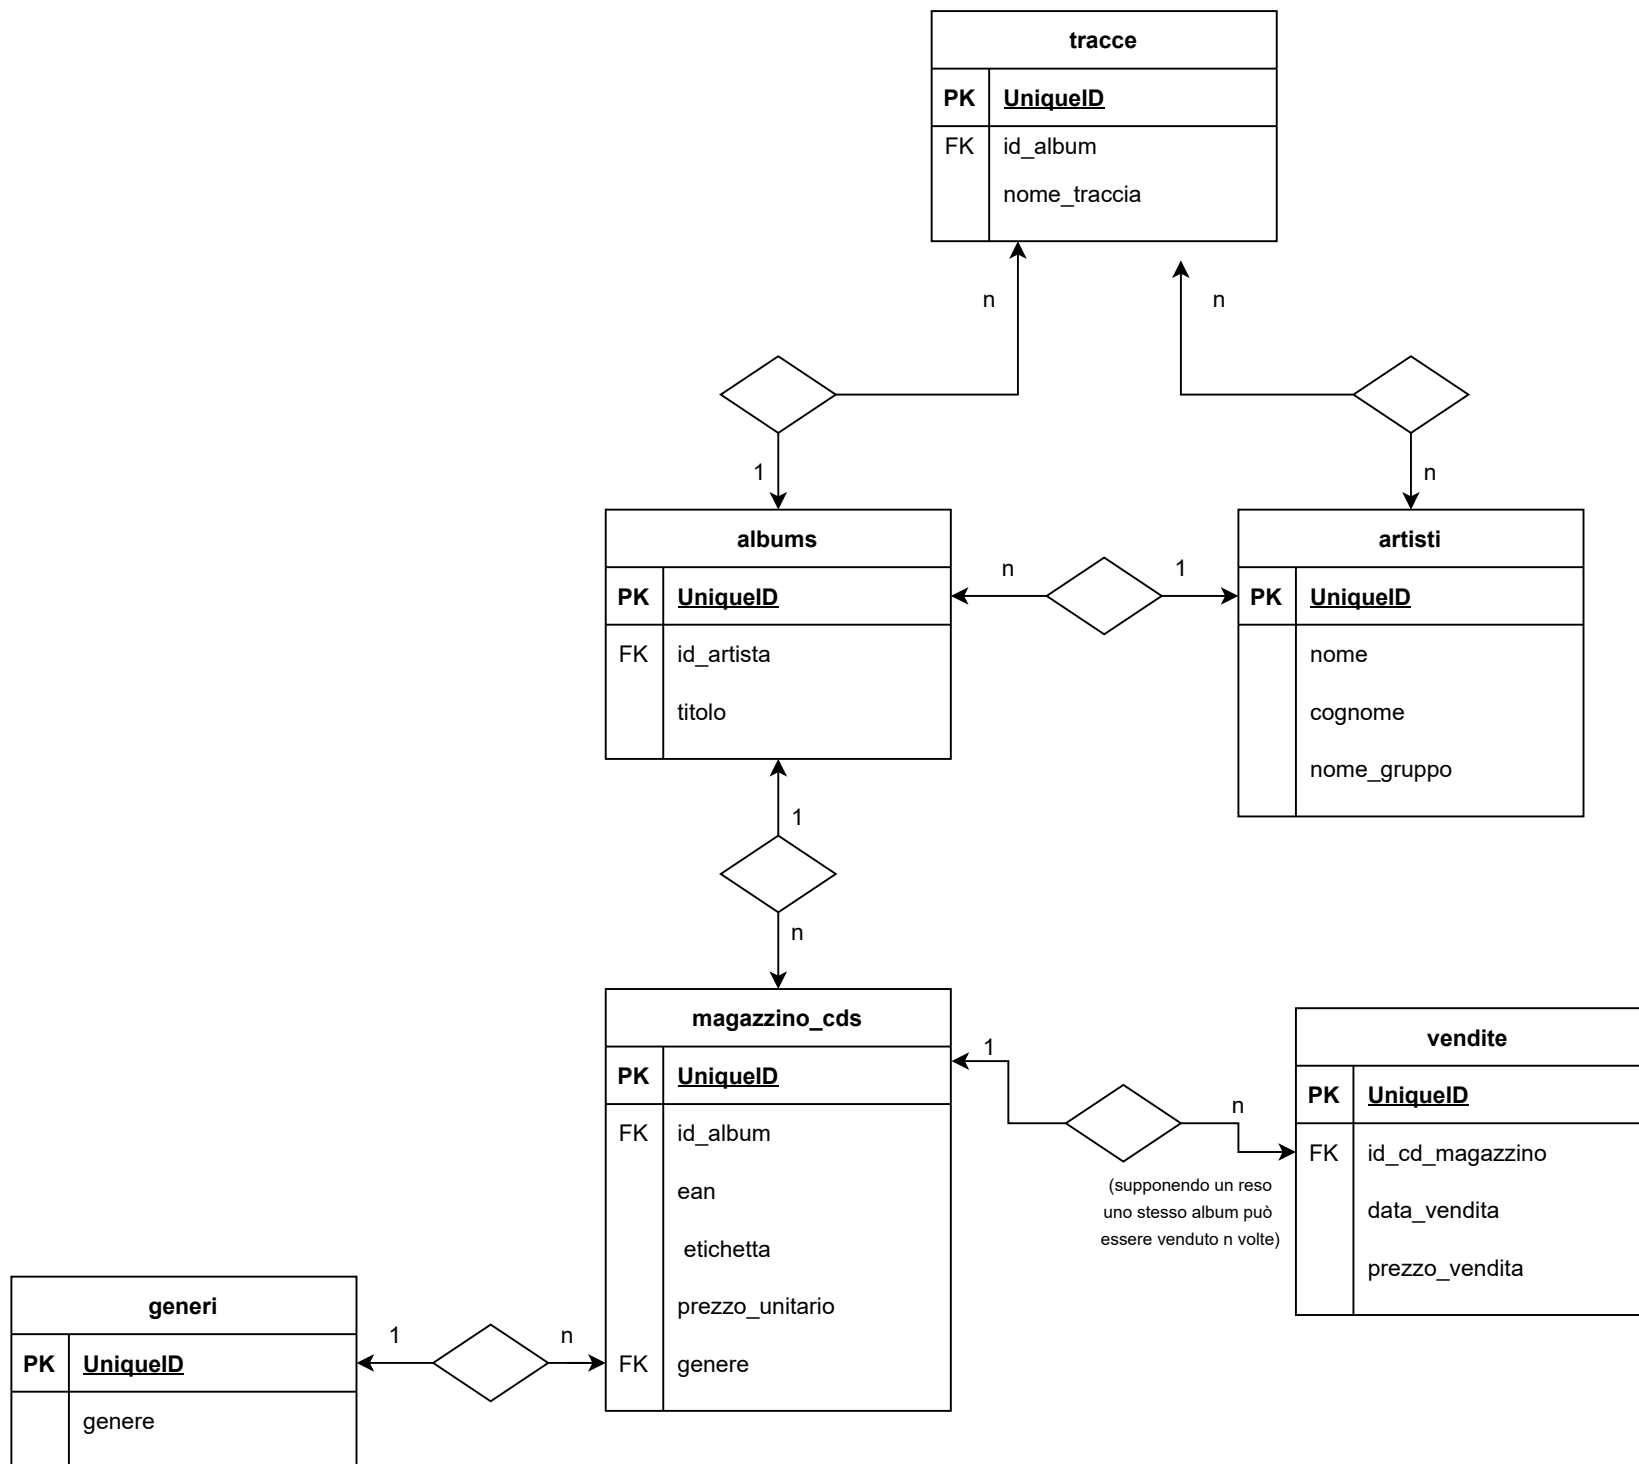 tracce
PK UniqueID
FK id_album
nome_traccia
n
n
1
n
albums
PK UniqueID
FK id_artista
titolo
n
1
artisti
PK UniqueID
nome
cognome
nome_gruppo
1
n
magazzino_cds
PK UniqueID
FK id_album
ean
etichetta
prezzo_unitario
FK genere
1
n
(supponendo un reso
uno stesso album può
essere venduto n volte)
vendite
PK UniqueID
FK id_cd_magazzino
data_vendita
prezzo_vendita
generi
PK UniqueID
genere
1
n